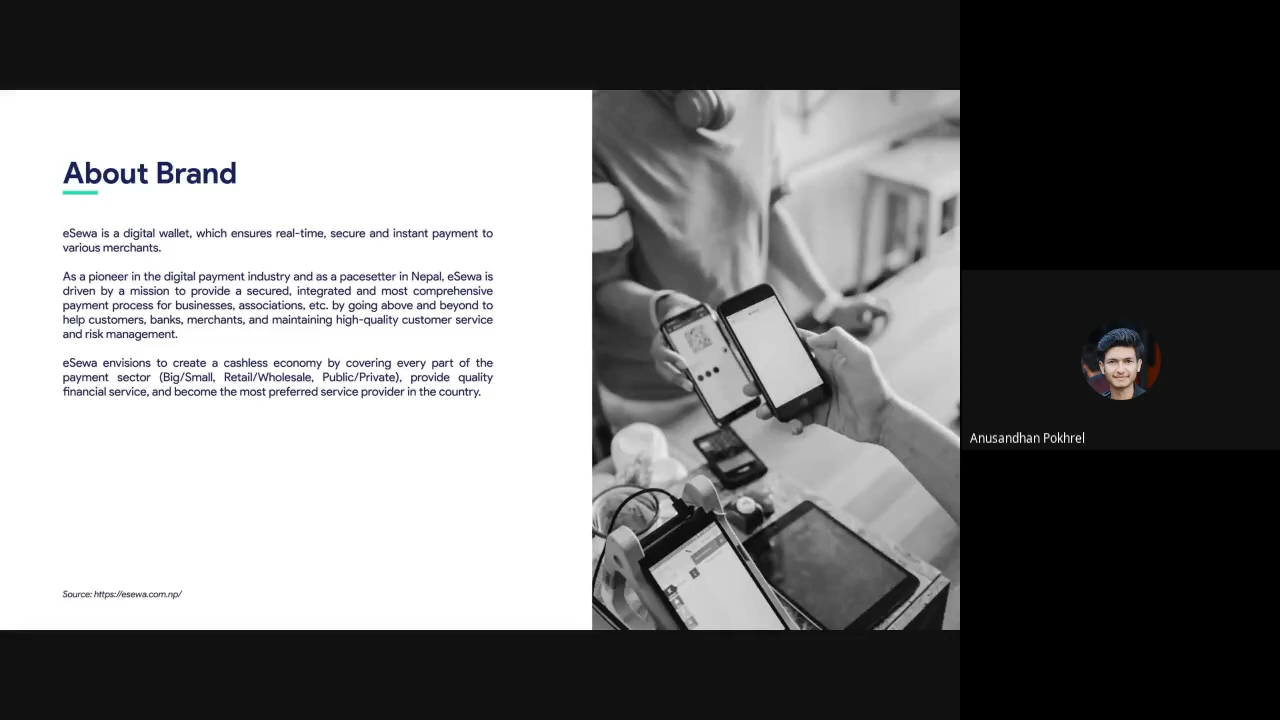 About Brand
eSewa is a digital wallet, which ensures real-time, secure and instant payment to
various merchants.
As a pioneer in the digital payment industry and as a pacesetter in Nepal, eSewa is
driven by a mission to provide a secured, integrated and most comprehensive
payment process for businesses, associations, etc. by going above and beyond to
help customers, banks, merchants, and maintaining high-quality customer service
and risk management.
eSewa envisions to create a cashless economy by covering every part of the
payment sector (Big/Small, Retail/Wholesale, Public/Private), provide quality
financial service, and become the most preferred service provider in the country.
Source: https://esewa.com.np/
Anusandhan Pokhrel